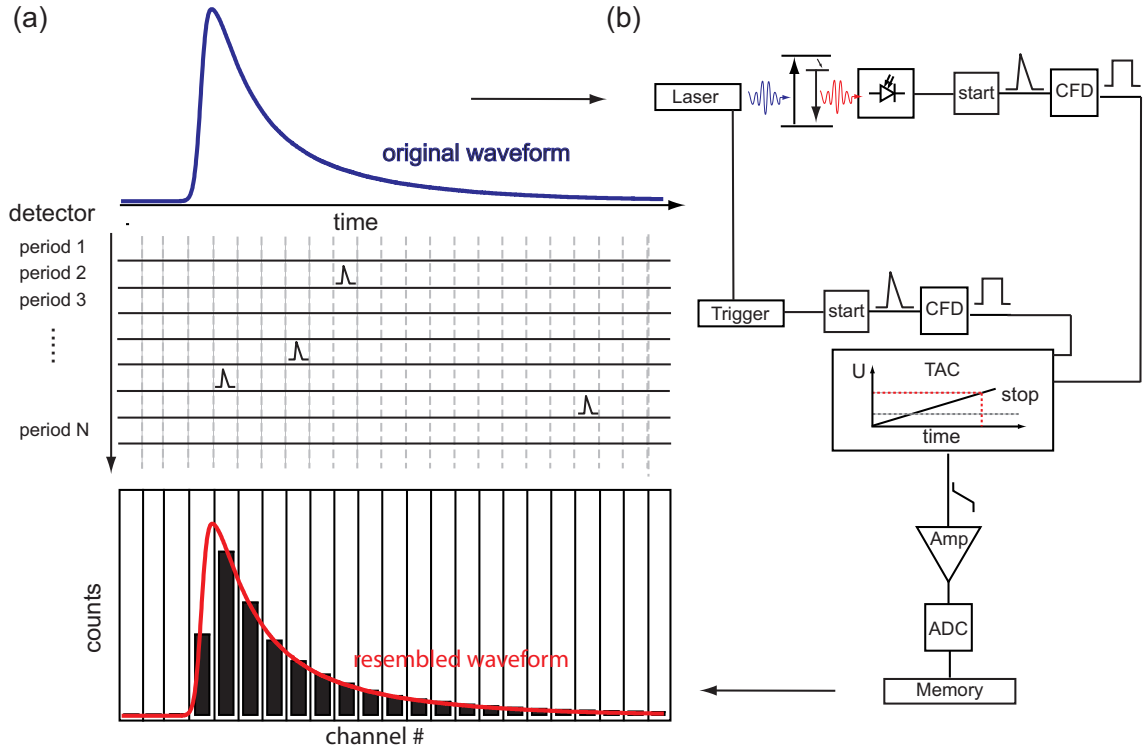 (a)
original waveform
time
detector
period 1
period 2
period 3
......
period N
counts
resembled waveform
channel #
(b)
Laser
start
CFD
Trigger
start
CFD
TAC
U
stop
time
Amp
ADC
Memory